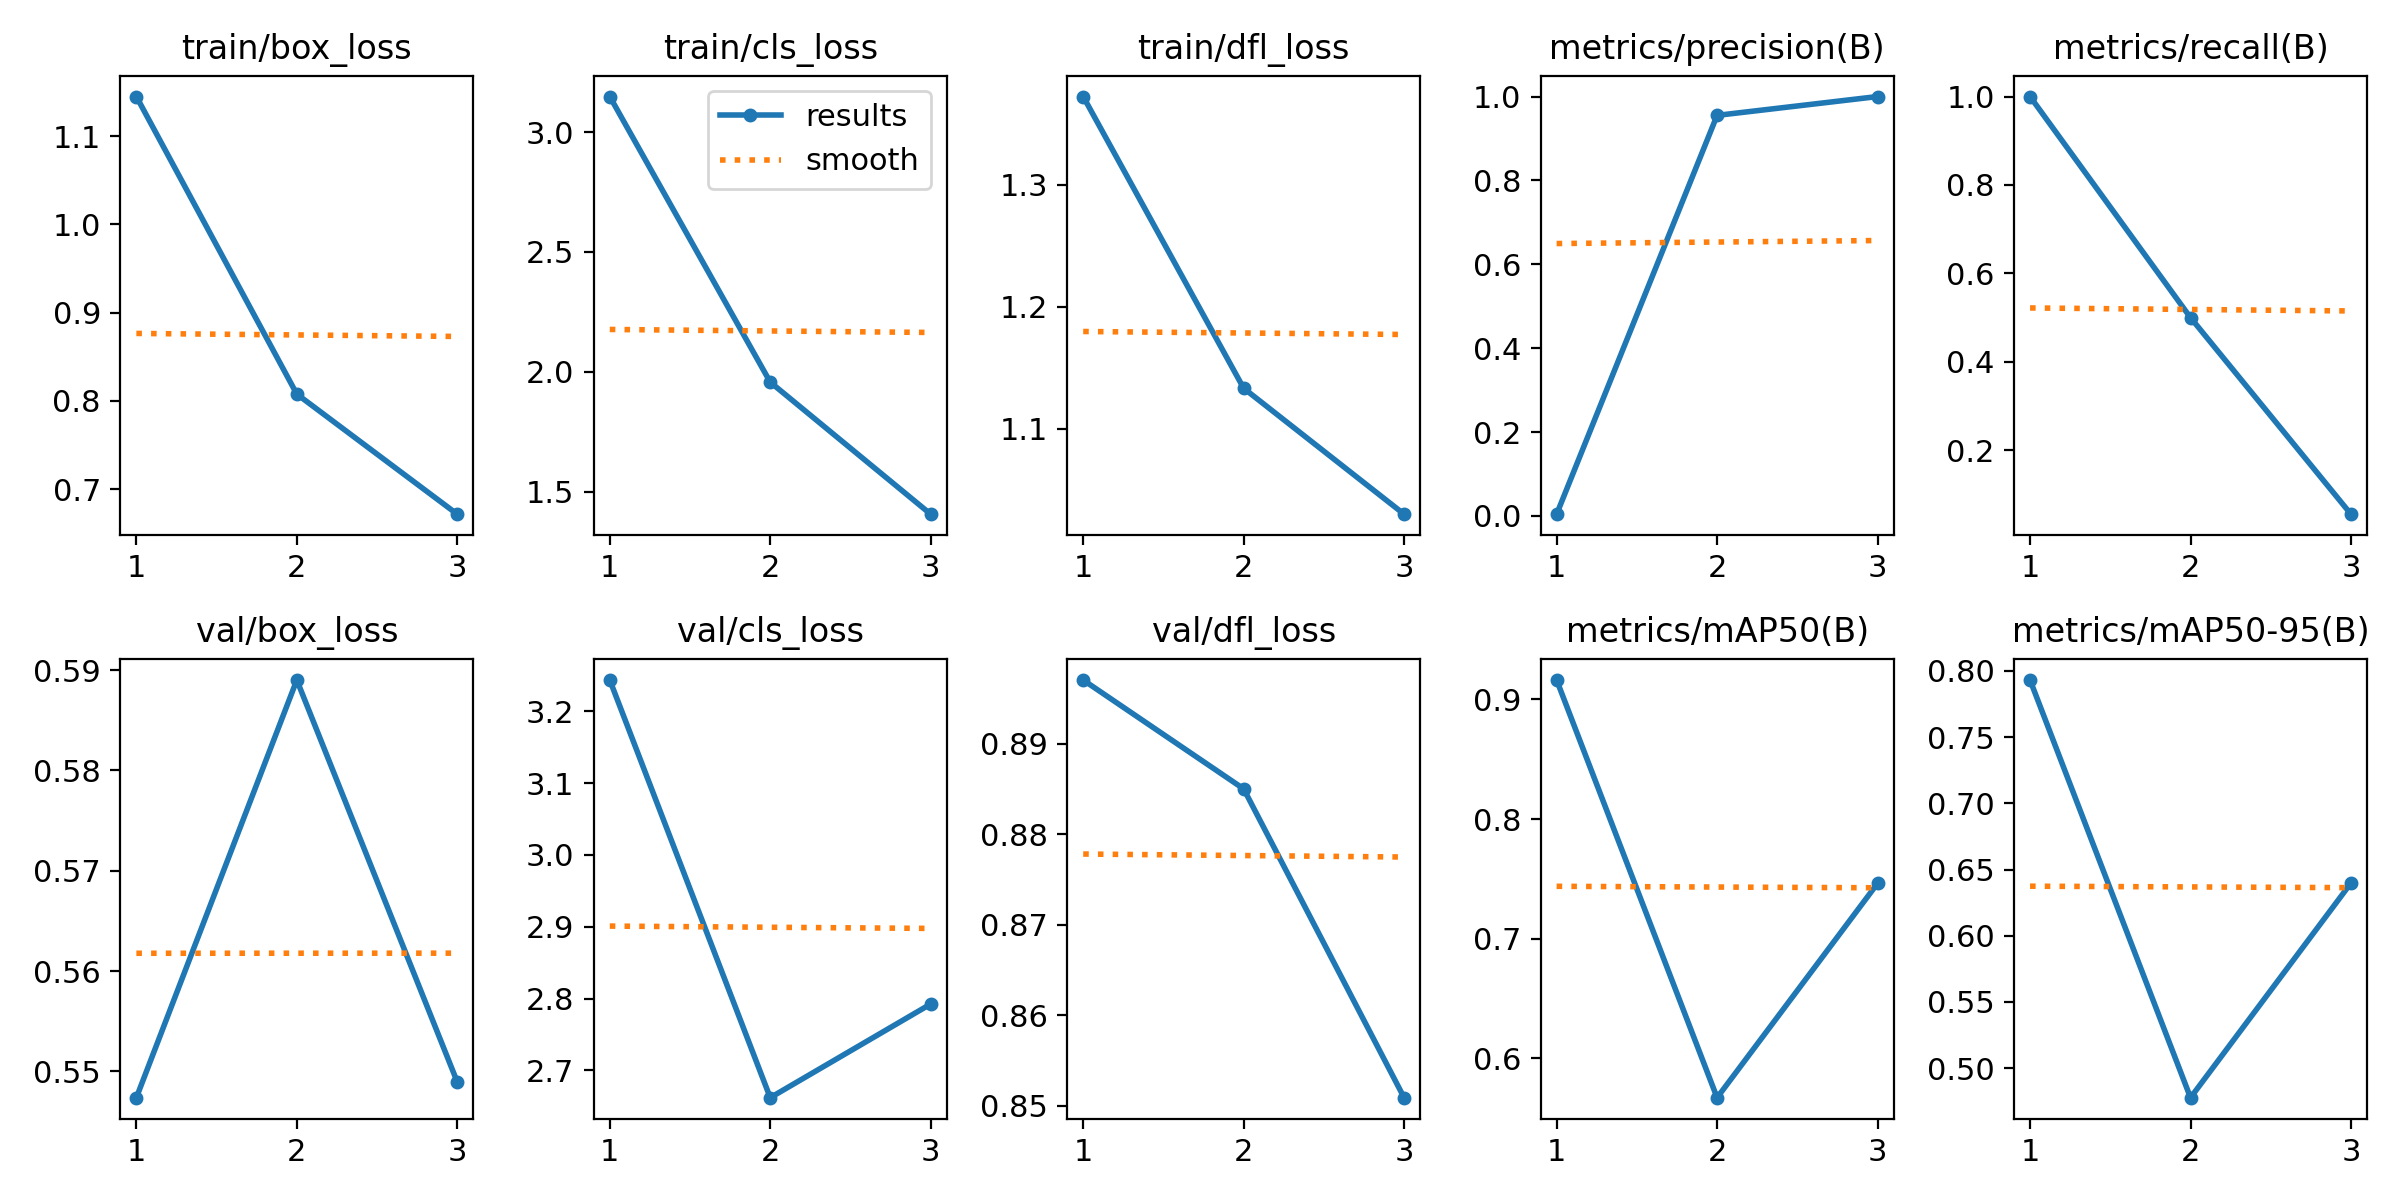 train/box_loss
1.1
1.0
0.9
0.8
0.7
1 2 3
train/cls_loss
results
smooth
3.0
2.5
2.0
1.5
1 2 3
train/dfl_loss
1.3
1.2
1.1
1 2 3
metrics/precision(B)
1.0
0.8
0.6
0.4
0.2
0.0
1 2 3
metrics/recall(B)
1.0
0.8
0.6
0.4
0.2
1 2 3
val/box_loss
0.59
0.58
0.57
0.56
0.55
1 2 3
val/cls_loss
3.2
3.1
3.0
2.9
2.8
2.7
1 2 3
val/dfl_loss
0.89
0.88
0.87
0.86
0.85
1 2 3
metrics/mAP50(B)
0.9
0.8
0.7
0.6
1 2 3
metrics/mAP50-95(B)
0.80
0.75
0.70
0.65
0.60
0.55
0.50
1 2 3